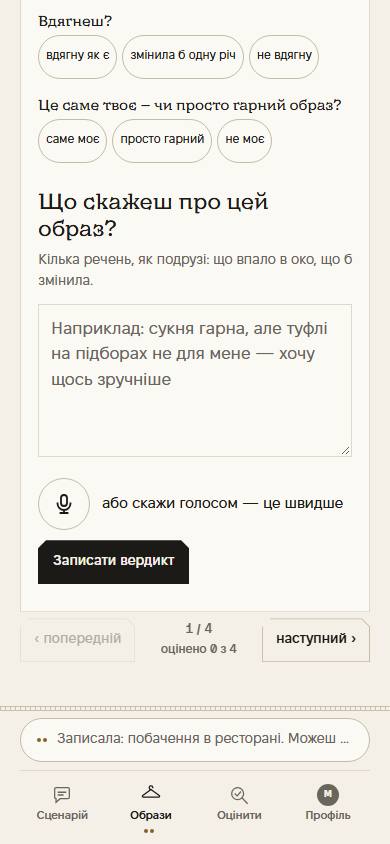 Вдягнеш?
вдягну як є
змінила б одну річ
не вдягну
Це саме твоє – чи просто гарний образ?
саме моє
просто гарний
не моє
Що скажеш про цей
образ?
Кілька речень, як подрузі: що впало в око, що б
змінила.
Наприклад: сукня гарна, але туфлі
на підборах не для мене — хочу
щось зручніше
або скажи голосом — це швидше
Записати вердикт
‹ попередній
1 / 4
оцінено 0 з 4
наступний ›
Записала: побачення в ресторані. Можеш ...
Сценарій
Образи
Оцінити
М
Профіль